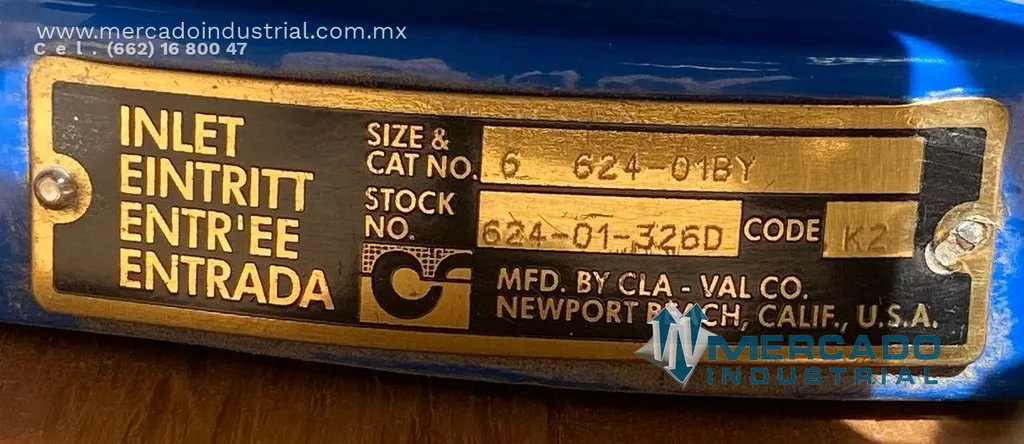 www.mercadoindustrial.com.mx
Cel. (662) 16 800 47
INLET
EINTRITT
ENTR'EE
ENTRADA
SIZE &
CAT NO. 6 624-01BY
STOCK
NO. 624-01-326D CODE K2
MFD. BY CLA-VAL CO.
NEWPORT BEACH, CALIF., U.S.A.
MERCADO
INDUSTRIAL